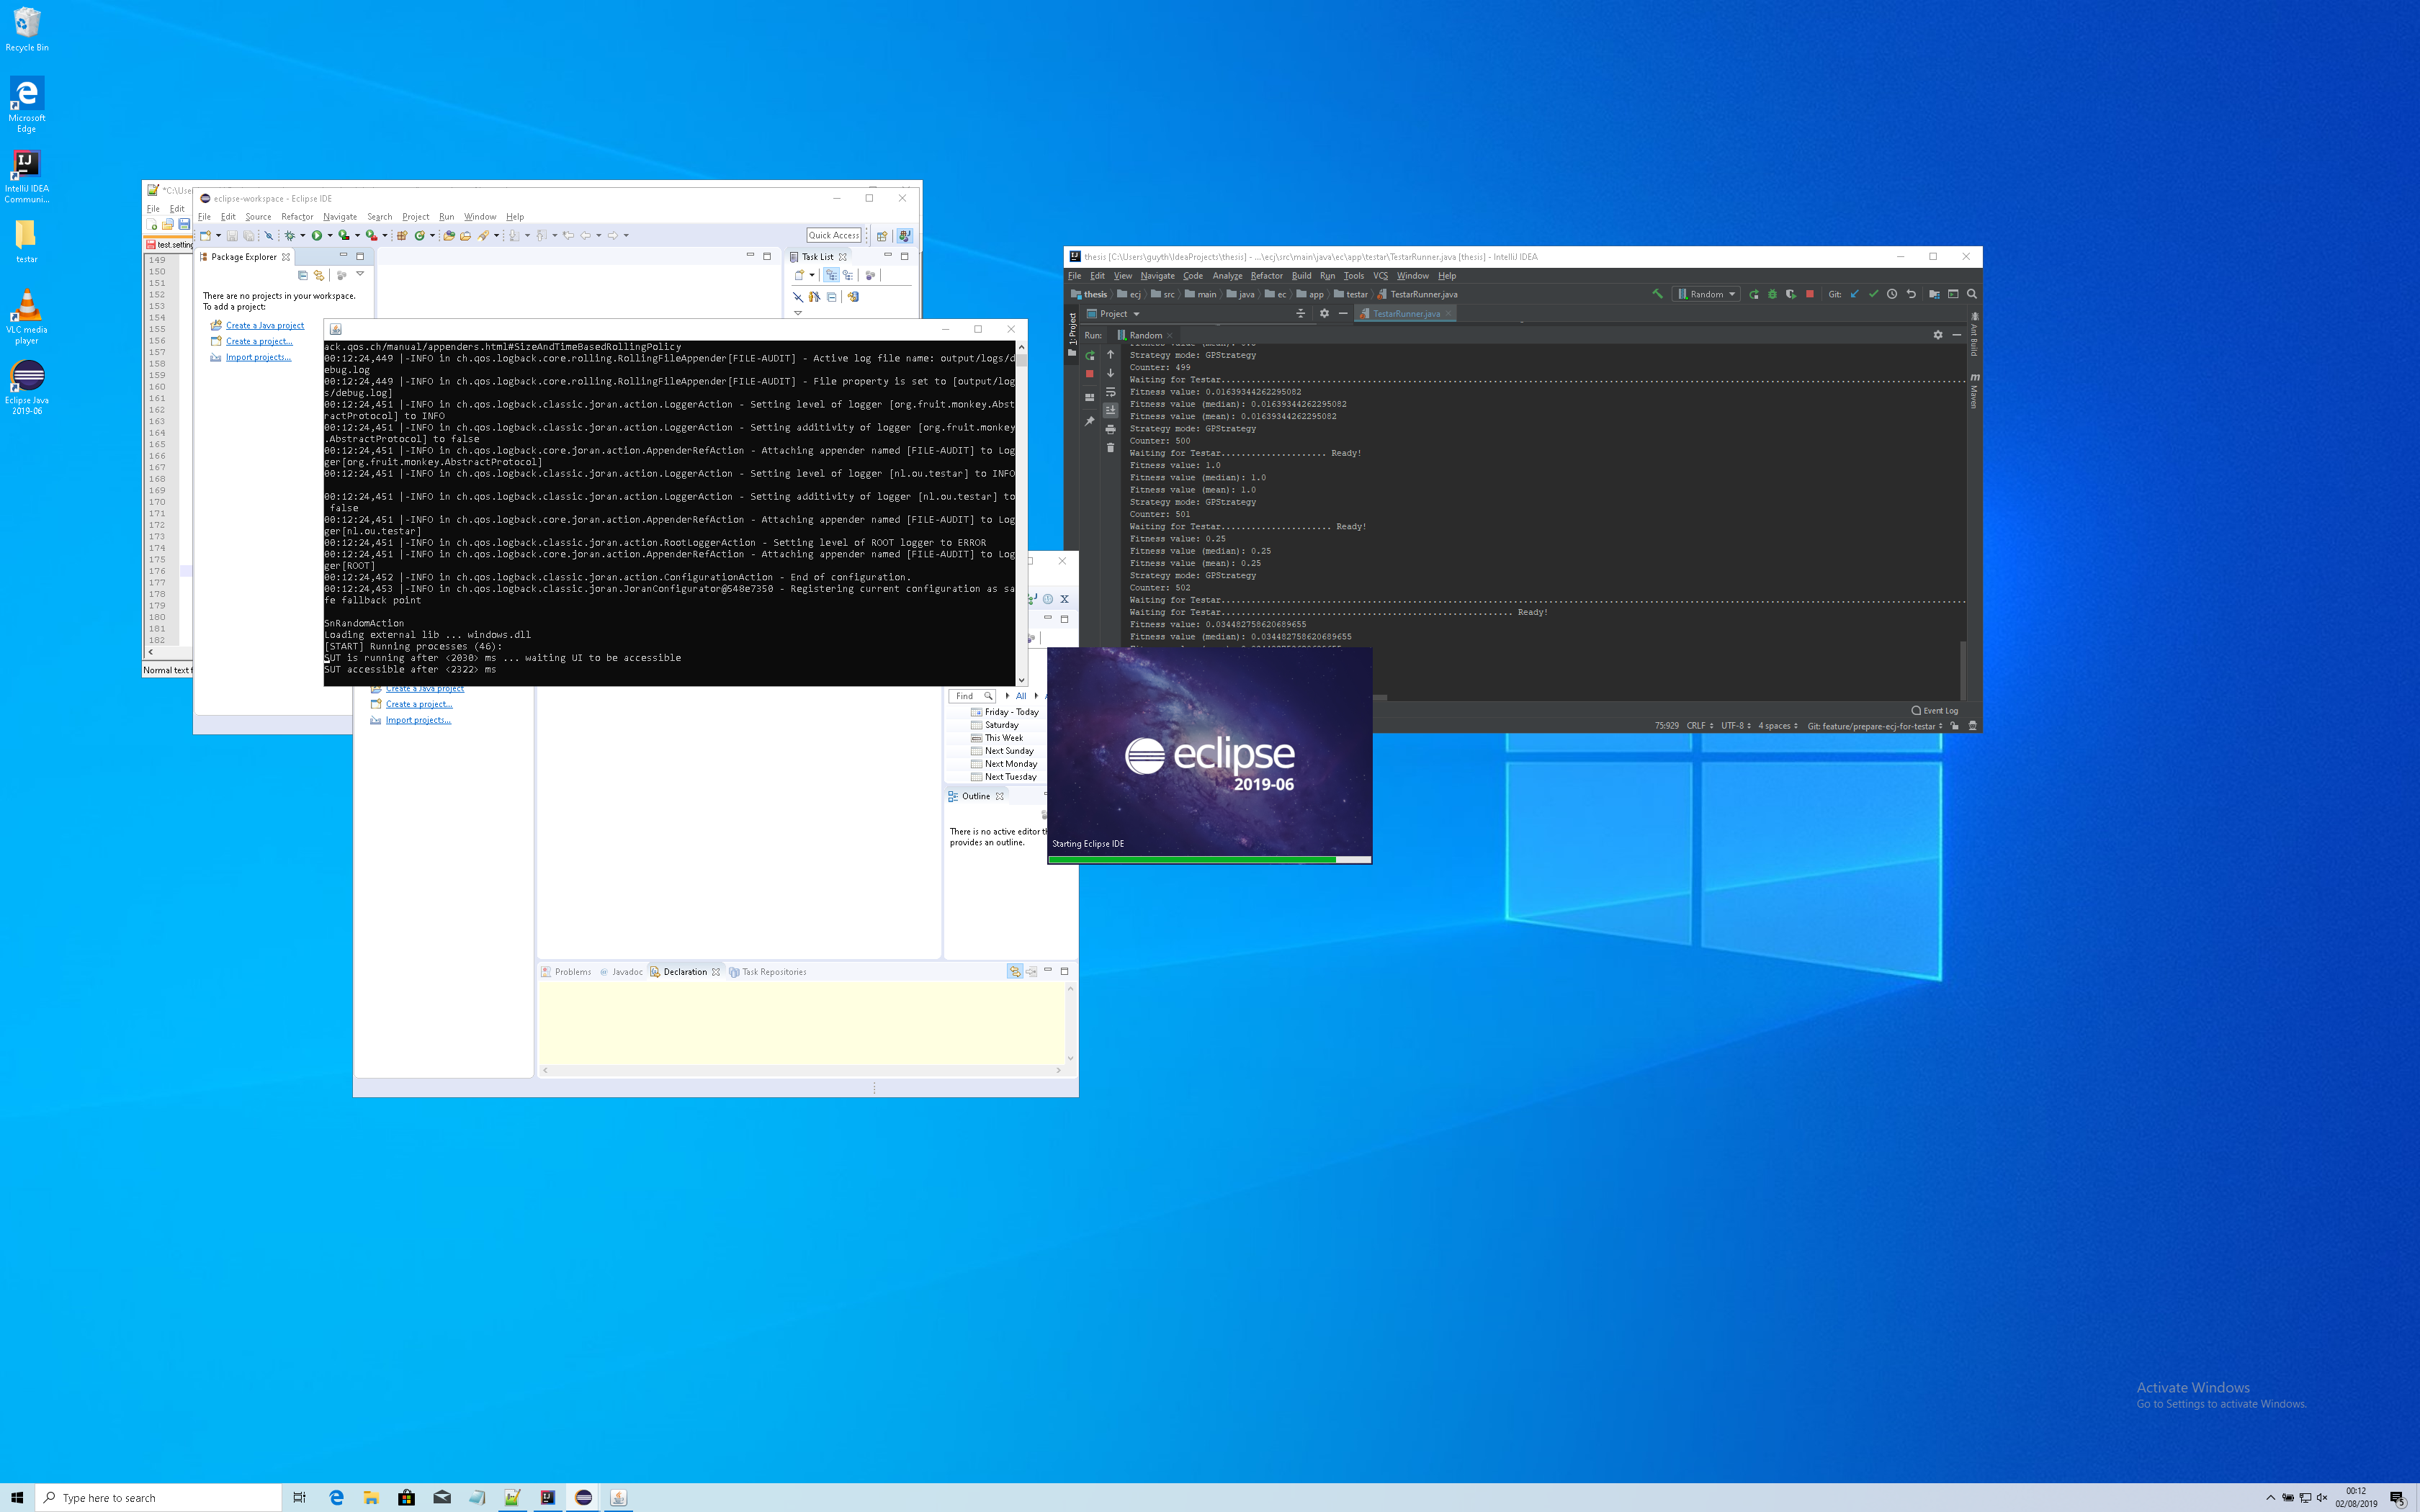 Recycle Bin
Microsoft
Edge
IntelliJ IDEA
Communi...
testar
VLC media
player
Eclipse Java
2019-06
*C:\Use
File Edit
test.setting
149
150
151
152
153
154
155
156
157
158
159
160
161
162
163
164
165
166
167
168
169
170
171
172
173
174
175
176
177
178
179
180
181
182
Normal text f
eclipse-workspace - Eclipse IDE
File Edit Source Refactor Navigate Search Project Run Window Help
Quick Access
Package Explorer
Task List
There are no projects in your workspace.
To add a project:
Create a Java project
Create a project...
Import projects...
ack.qos.ch/manual/appenders.html#SizeAndTimeBasedRollingPolicy
00:12:24,449 |-INFO in ch.qos.logback.core.rolling.RollingFileAppender[FILE-AUDIT] - Active log file name: output/logs/d
ebug.log
00:12:24,449 |-INFO in ch.qos.logback.core.rolling.RollingFileAppender[FILE-AUDIT] - File property is set to [output/log
s/debug.log]
00:12:24,451 |-INFO in ch.qos.logback.classic.joran.action.LoggerAction - Setting level of logger [org.fruit.monkey.Abst
ractProtocol] to INFO
00:12:24,451 |-INFO in ch.qos.logback.classic.joran.action.LoggerAction - Setting additivity of logger [org.fruit.monkey
.AbstractProtocol] to false
00:12:24,451 |-INFO in ch.qos.logback.core.joran.action.AppenderRefAction - Attaching appender named [FILE-AUDIT] to Log
ger[org.fruit.monkey.AbstractProtocol]
00:12:24,451 |-INFO in ch.qos.logback.classic.joran.action.LoggerAction - Setting level of logger [nl.ou.testar] to INFO
00:12:24,451 |-INFO in ch.qos.logback.classic.joran.action.LoggerAction - Setting additivity of logger [nl.ou.testar] to
false
00:12:24,451 |-INFO in ch.qos.logback.core.joran.action.AppenderRefAction - Attaching appender named [FILE-AUDIT] to Log
ger[nl.ou.testar]
00:12:24,451 |-INFO in ch.qos.logback.classic.joran.action.RootLoggerAction - Setting level of ROOT logger to ERROR
00:12:24,451 |-INFO in ch.qos.logback.core.joran.action.AppenderRefAction - Attaching appender named [FILE-AUDIT] to Log
ger[ROOT]
00:12:24,452 |-INFO in ch.qos.logback.classic.joran.action.ConfigurationAction - End of configuration.
00:12:24,453 |-INFO in ch.qos.logback.classic.joran.JoranConfigurator@548e7350 - Registering current configuration as sa
fe fallback point
SnRandomAction
Loading external lib ... windows.dll
[START] Running processes (46):
SUT is running after <2030> ms ... waiting UI to be accessible
SUT accessible after <2322> ms
Create a Java project
Create a project...
Import projects...
Find All
Friday - Today
Saturday
This Week
Next Sunday
Next Monday
Next Tuesday
Outline
There is no active editor th
provides an outline.
Problems Javadoc Declaration Task Repositories
thesis [C:\Users\guyth\IdeaProjects\thesis] - ...\ecj\src\main\java\ec\app\testar\TestarRunner.java [thesis] - IntelliJ IDEA
File Edit View Navigate Code Analyze Refactor Build Run Tools VCS Window Help
thesis ecj src main java ec app testar TestarRunner.java
Random Git:
Project TestarRunner.java
1: Project
Ant Build
Maven
Run: Random
Strategy mode: GPStrategy
Counter: 499
Waiting for Testar....................
Fitness value: 0.01639344262295082
Fitness value (median): 0.01639344262295082
Fitness value (mean): 0.01639344262295082
Strategy mode: GPStrategy
Counter: 500
Waiting for Testar..................... Ready!
Fitness value: 1.0
Fitness value (median): 1.0
Fitness value (mean): 1.0
Strategy mode: GPStrategy
Counter: 501
Waiting for Testar...................... Ready!
Fitness value: 0.25
Fitness value (median): 0.25
Fitness value (mean): 0.25
Strategy mode: GPStrategy
Counter: 502
Waiting for Testar....................
Waiting for Testar.......................................................... Ready!
Fitness value: 0.034482758620689655
Fitness value (median): 0.034482758620689655
Event Log
75:929 CRLF UTF-8 4 spaces Git: feature/prepare-ecj-for-testar
eclipse
2019-06
Starting Eclipse IDE
Activate Windows
Go to Settings to activate Windows.
Type here to search
00:12
02/08/2019
5